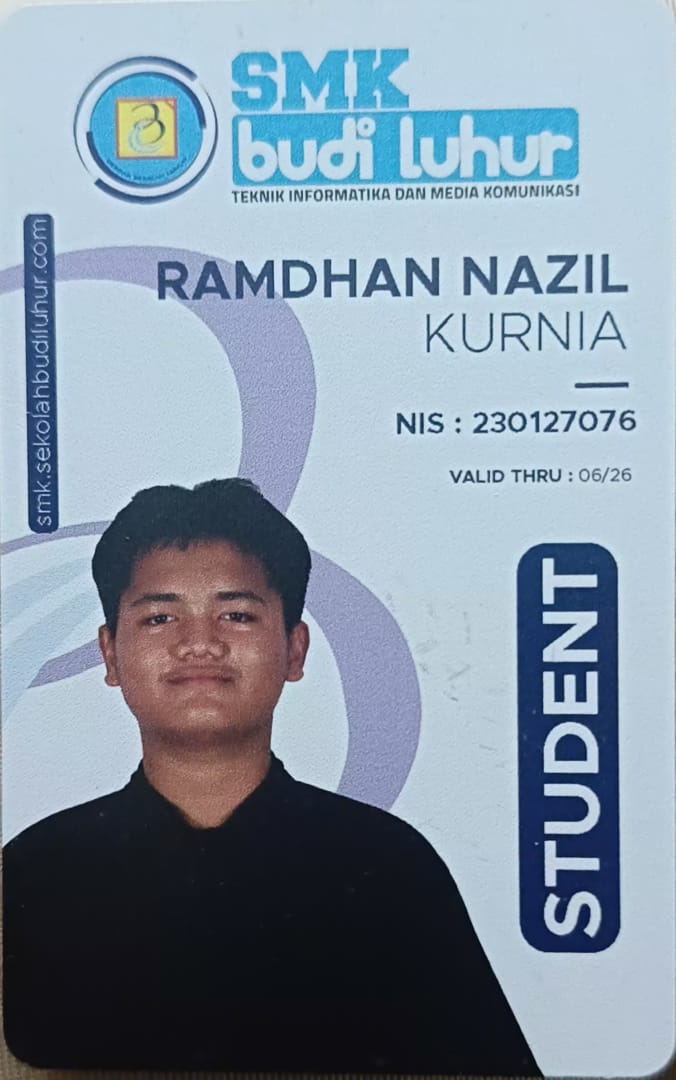 SMK
budi luhur
TEKNIK INFORMATIKA DAN MEDIA KOMUNIKASI
smk.sekolahbudiluhur.com
RAMDHAN NAZIL
KURNIA
NIS : 230127076
VALID THRU : 06/26
STUDENT